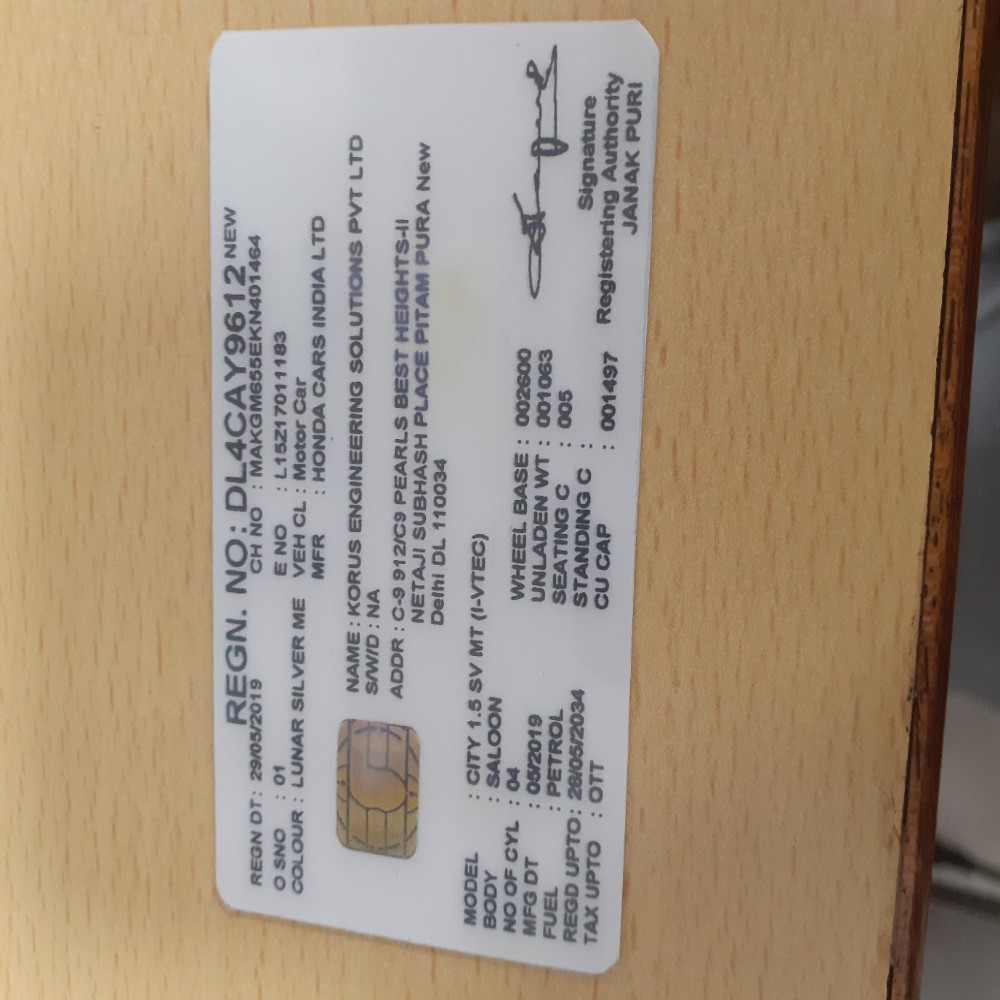 REGN. NO : DL4CAY9612 NEW
REGN DT : 29/05/2019 CH NO : MAKGM655EKN401464
O SNO : 01 E NO : L15Z17011183
COLOUR : LUNAR SILVER ME VEH CL : Motor Car
MFR : HONDA CARS INDIA LTD
NAME : KORUS ENGINEERING SOLUTIONS PVT LTD
S/W/D : NA
ADDR : C-9 912/C9 PEARLS BEST HEIGHTS-II
NETAJI SUBHASH PLACE PITAM PURA New
Delhi DL 110034
MODEL : CITY 1.5 SV MT (I-VTEC)
BODY : SALOON WHEEL BASE : 002600
NO OF CYL : 04 UNLADEN WT : 001063
MFG DT : 05/2019 SEATING C : 005
FUEL : PETROL STANDING C :
REGD UPTO : 28/05/2034 CU CAP : 001497
TAX UPTO : OTT
Signature
Registering Authority
JANAK PURI